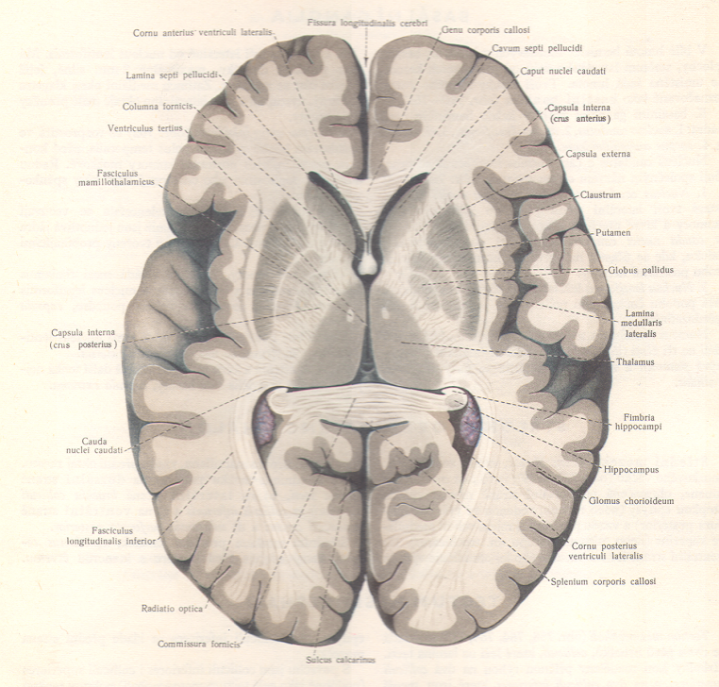 Fissura longitudinalis cerebri
Cornu anterius ventriculi lateralis
Lamina septi pellucidi
Columna fornicis
Ventriculus tertius
Fasciculus
mamillothalamicus
Capsula interna
(crus posterius)
Cauda
nuclei caudati
Fasciculus
longitudinalis inferior
Radiatio optica
Commissura fornicis
Sulcus calcarinus
Genu corporis callosi
Cavum septi pellucidi
Caput nuclei caudati
Capsula interna
(crus anterius)
Capsula externa
Claustrum
Putamen
Globus pallidus
Lamina
medullaris
lateralis
Thalamus
Fimbria
hippocampi
Hippocampus
Glomus chorioideum
Cornu posterius
ventriculi lateralis
Splenium corporis callosi